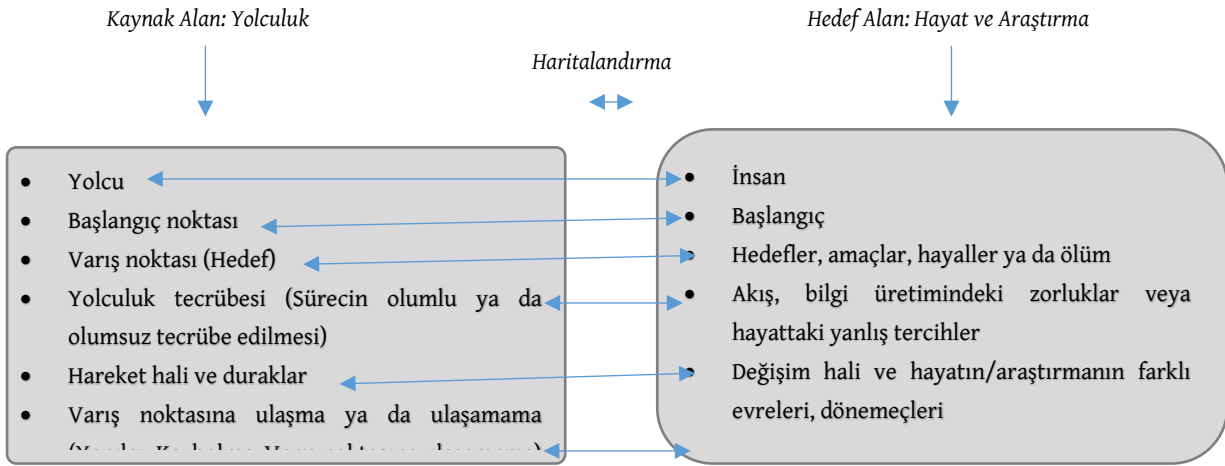 Kaynak Alan: Yolculuk
Hedef Alan: Hayat ve Araştırma
Haritalandırma
• Yolcu
• Başlangıç noktası
• Varış noktası (Hedef)
• Yolculuk tecrübesi (Sürecin olumlu ya da
olumsuz tecrübe edilmesi)
• Hareket hali ve duraklar
• Varış noktasına ulaşma ya da ulaşamama
• İnsan
• Başlangıç
• Hedefler, amaçlar, hayaller ya da ölüm
• Akış, bilgi üretimindeki zorluklar veya
hayattaki yanlış tercihler
• Değişim hali ve hayatın/araştırmanın farklı
evreleri, dönemeçleri